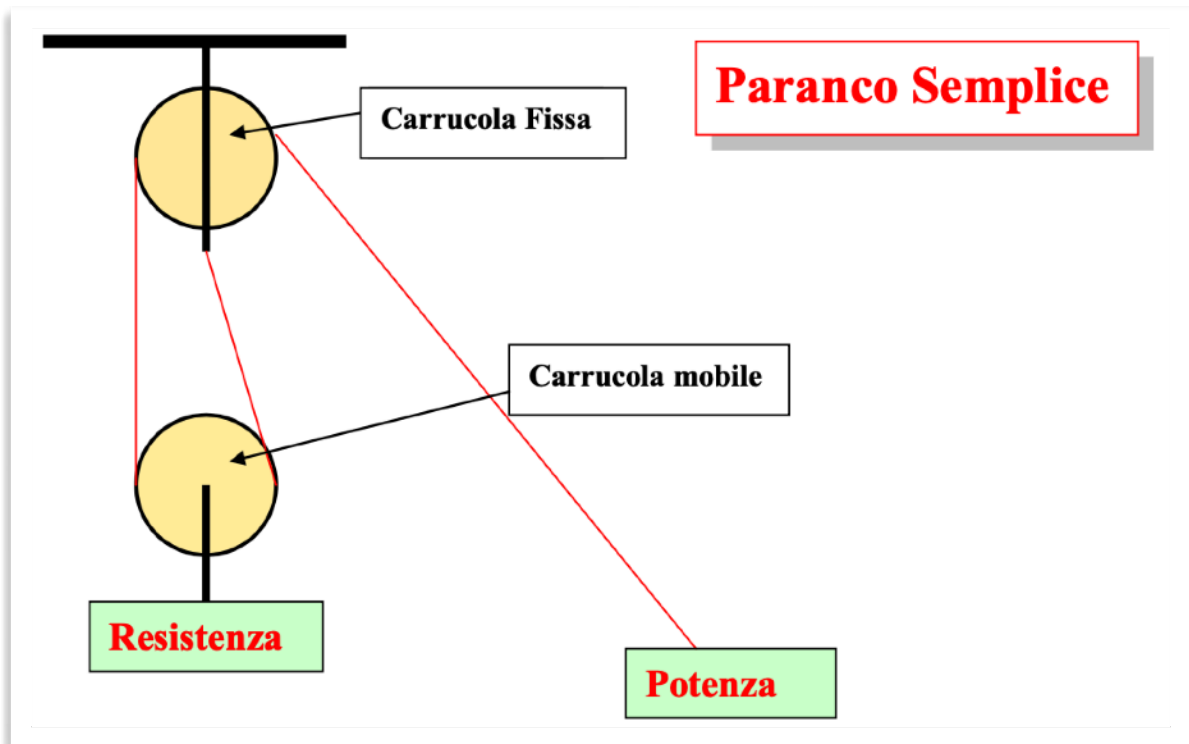 Paranco Semplice
Carrucola Fissa
Carrucola mobile
Resistenza
Potenza